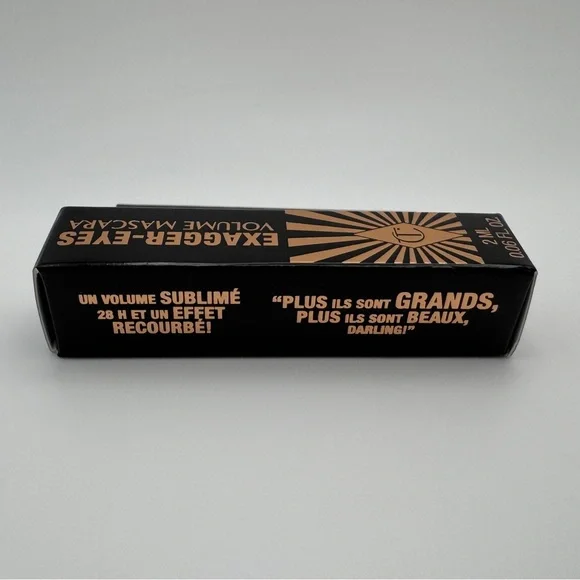 EXAGGER-EYES
VOLUME MASCARA
CT
2 ML
0.06 FL. OZ.
UN VOLUME SUBLIMÉ
28 H ET UN EFFET
RECOURBÉ!
“PLUS ILS SONT GRANDS,
PLUS ILS SONT BEAUX,
DARLING!”